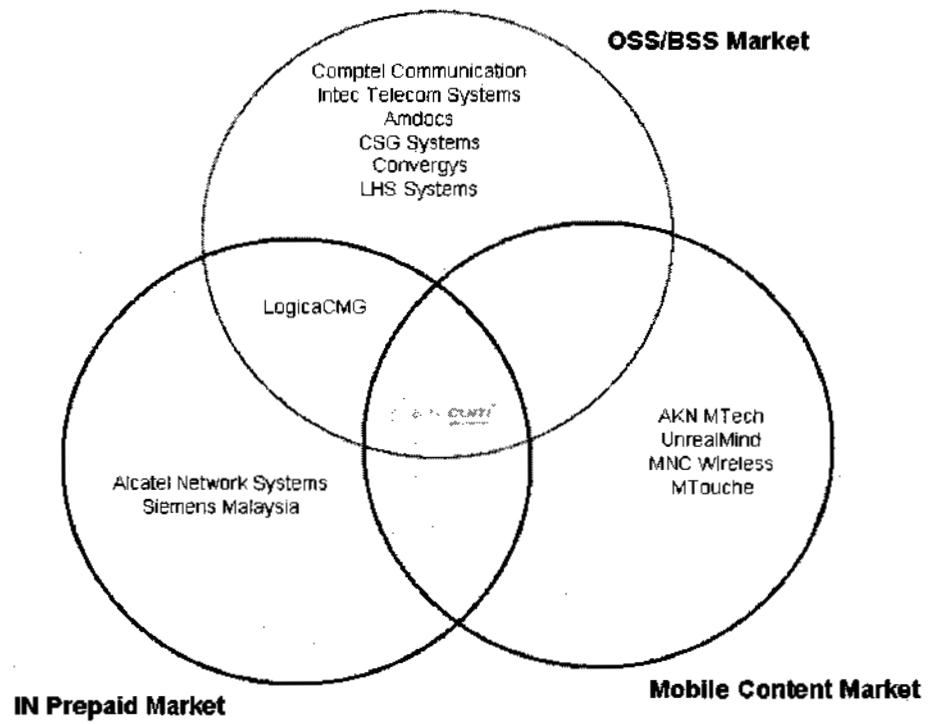 OSS/BSS Market
Comptel Communication
Intec Telecom Systems
Amdocs
CSG Systems
Convergys
LHS Systems
LogicaCMG
AKN MTech
UnrealMind
MNC Wireless
MTouche
Alcatel Network Systems
Siemens Malaysia
Mobile Content Market
IN Prepaid Market